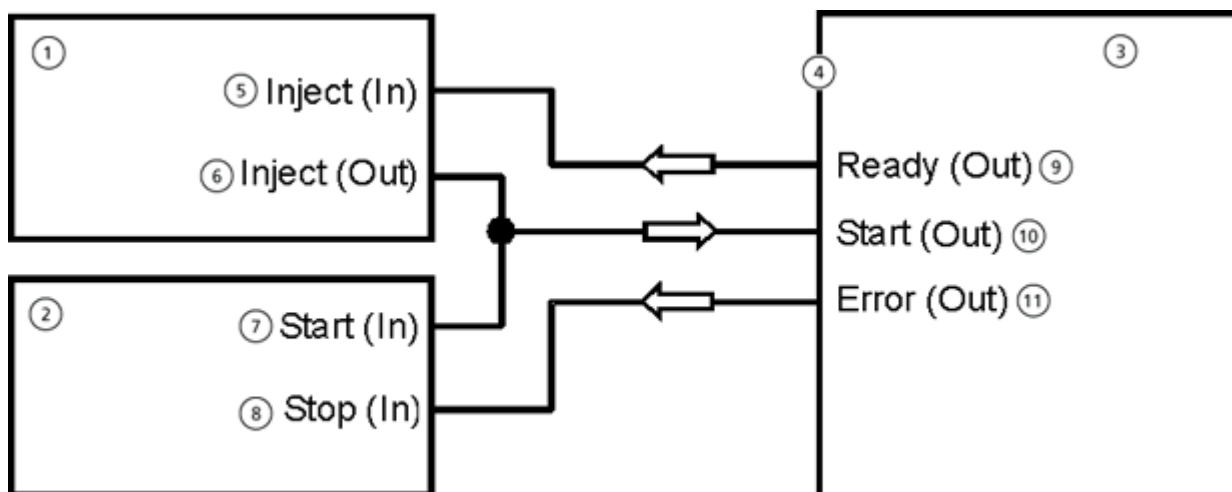 ① 
⑤ Inject (In)
⑥ Inject (Out)
② 
⑦ Start (In)
⑧ Stop (In)
③
④
Ready (Out) ⑨
Start (Out) ⑩
Error (Out) ⑪